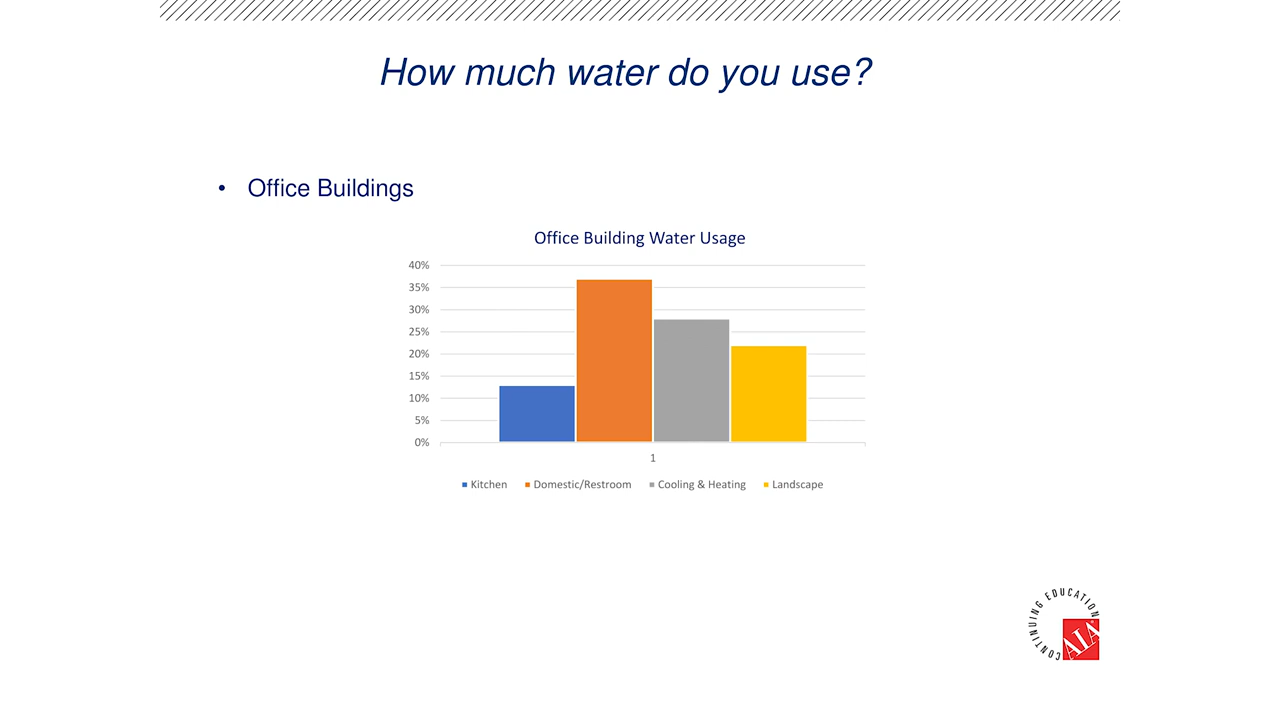 How much water do you use?
• Office Buildings
Office Building Water Usage
40%
35%
30%
25%
20%
15%
10%
5%
0%
1
Kitchen Domestic/Restroom Cooling & Heating Landscape
CONTINUING EDUCATION
AIA